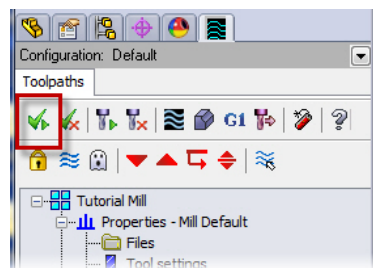 Configuration: Default
Toolpaths
G1
Tutorial Mill
Properties - Mill Default
Files
Tool settings